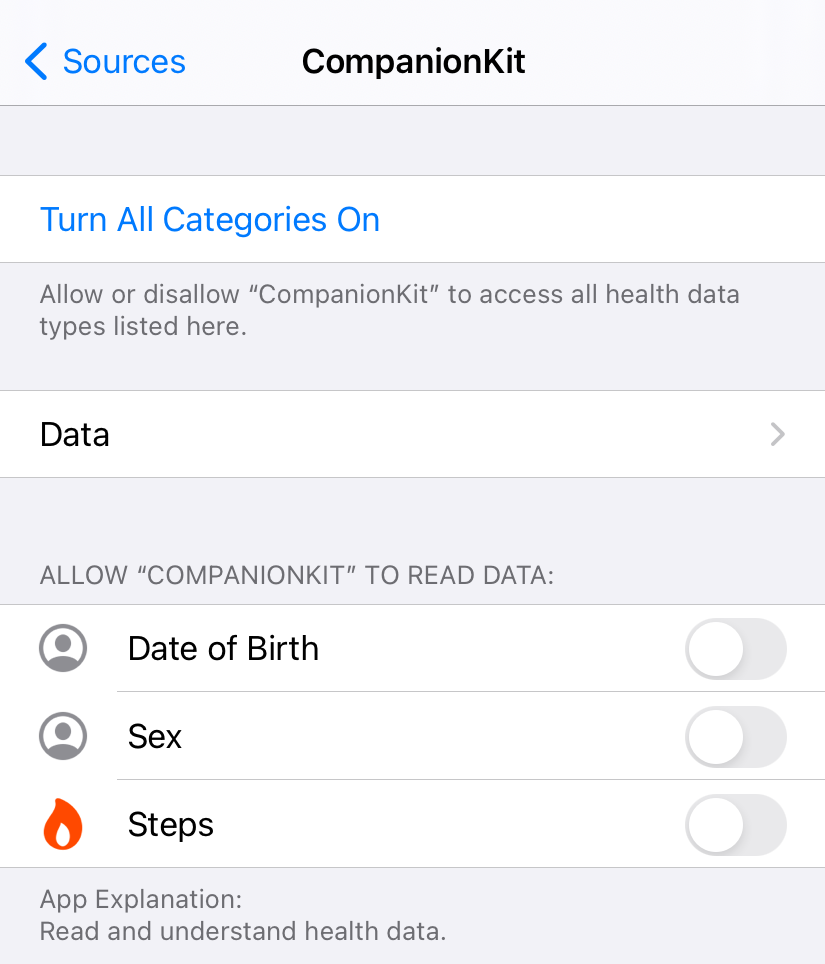 Sources
CompanionKit
Turn All Categories On
Allow or disallow “CompanionKit” to access all health data
types listed here.
Data
ALLOW “COMPANIONKIT” TO READ DATA:
Date of Birth
Sex
Steps
App Explanation:
Read and understand health data.